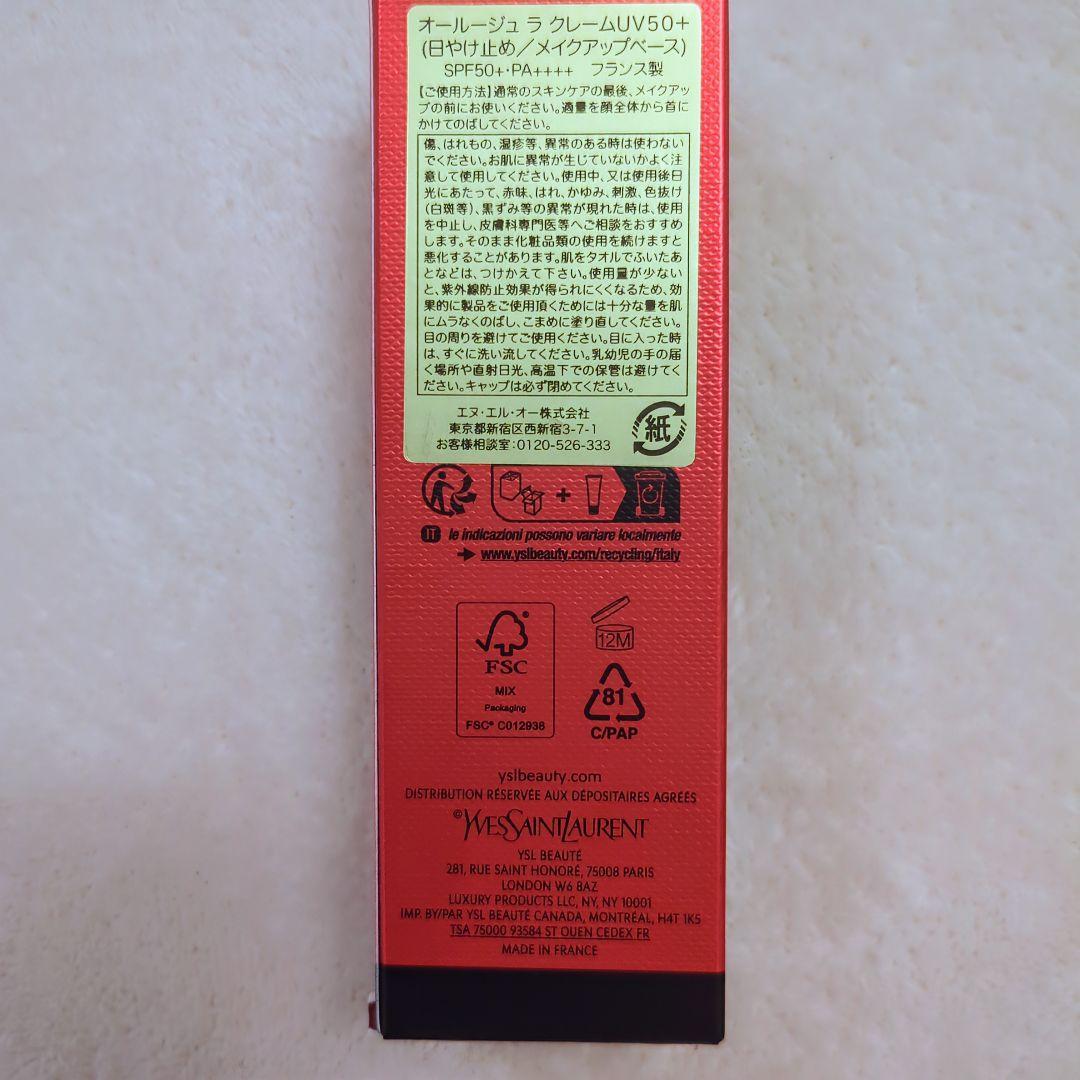 オールージュ ラ クレームUV50+
(日やけ止め／メイクアップベース)
SPF50+・PA++++ フランス製
【ご使用方法】通常のスキンケアの最後、メイクアッ
プの前にお使いください。適量を顔全体から首に
かけてのばしてください。
傷、はれもの、湿疹等、異常のある時は使わない
でください。お肌に異常が生じていないかよく注
意して使用してください。使用中、又は使用後日
光にあたって、赤味、はれ、かゆみ、刺激、色抜け
(白斑等)、黒ずみ等の異常が現れた時は、使用
を中止し、皮膚科専門医等へご相談をおすすめ
します。そのまま化粧品類の使用を続けますと
悪化することがあります。肌をタオルでふいたあ
となどは、つけかえて下さい。使用量が少ない
と、紫外線防止効果が得られにくくなるため、効
果的に製品をご使用頂くためには十分な量を肌
にムラなくのばし、こまめに塗り直してください。
目の周りを避けてご使用ください。目に入った時
は、すぐに洗い流してください。乳幼児の手の届
く場所や直射日光、高温下での保管は避けてく
ださい。キャップは必ず閉めてください。
エヌ・エル・オー株式会社
東京都新宿区西新宿3-7-1
お客様相談室:0120-526-333
紙
+
IT le indicazioni possono variare localmente
www.yslbeauty.com/recycling/italy
FSC®
MIX
Packaging
FSC® C012938
12M
81
C/PAP
yslbeauty.com
DISTRIBUTION RÉSERVÉE AUX DÉPOSITAIRES AGRÉÉS
©YVESSAINTLAURENT
YSL BEAUTÉ
281, RUE SAINT HONORÉ, 75008 PARIS
LONDON W6 8AZ
LUXURY PRODUCTS LLC, NY, NY 10001
IMP. BY/PAR YSL BEAUTÉ CANADA, MONTRÉAL, H4T 1K5
TSA 75000 93584 ST OUEN CEDEX FR
MADE IN FRANCE